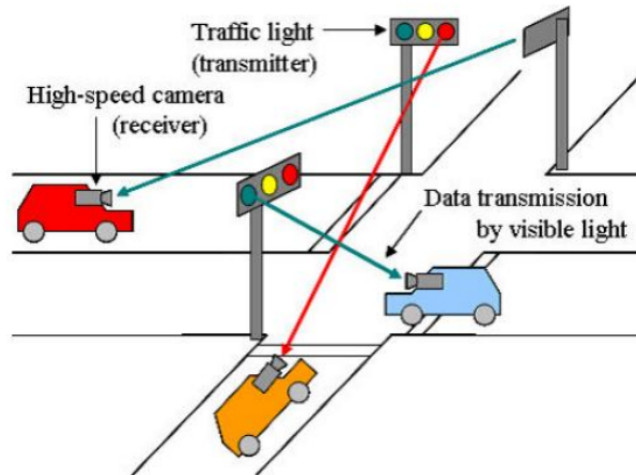 Traffic light
(transmitter)
High-speed camera
(receiver)
Data transmission
by visible light